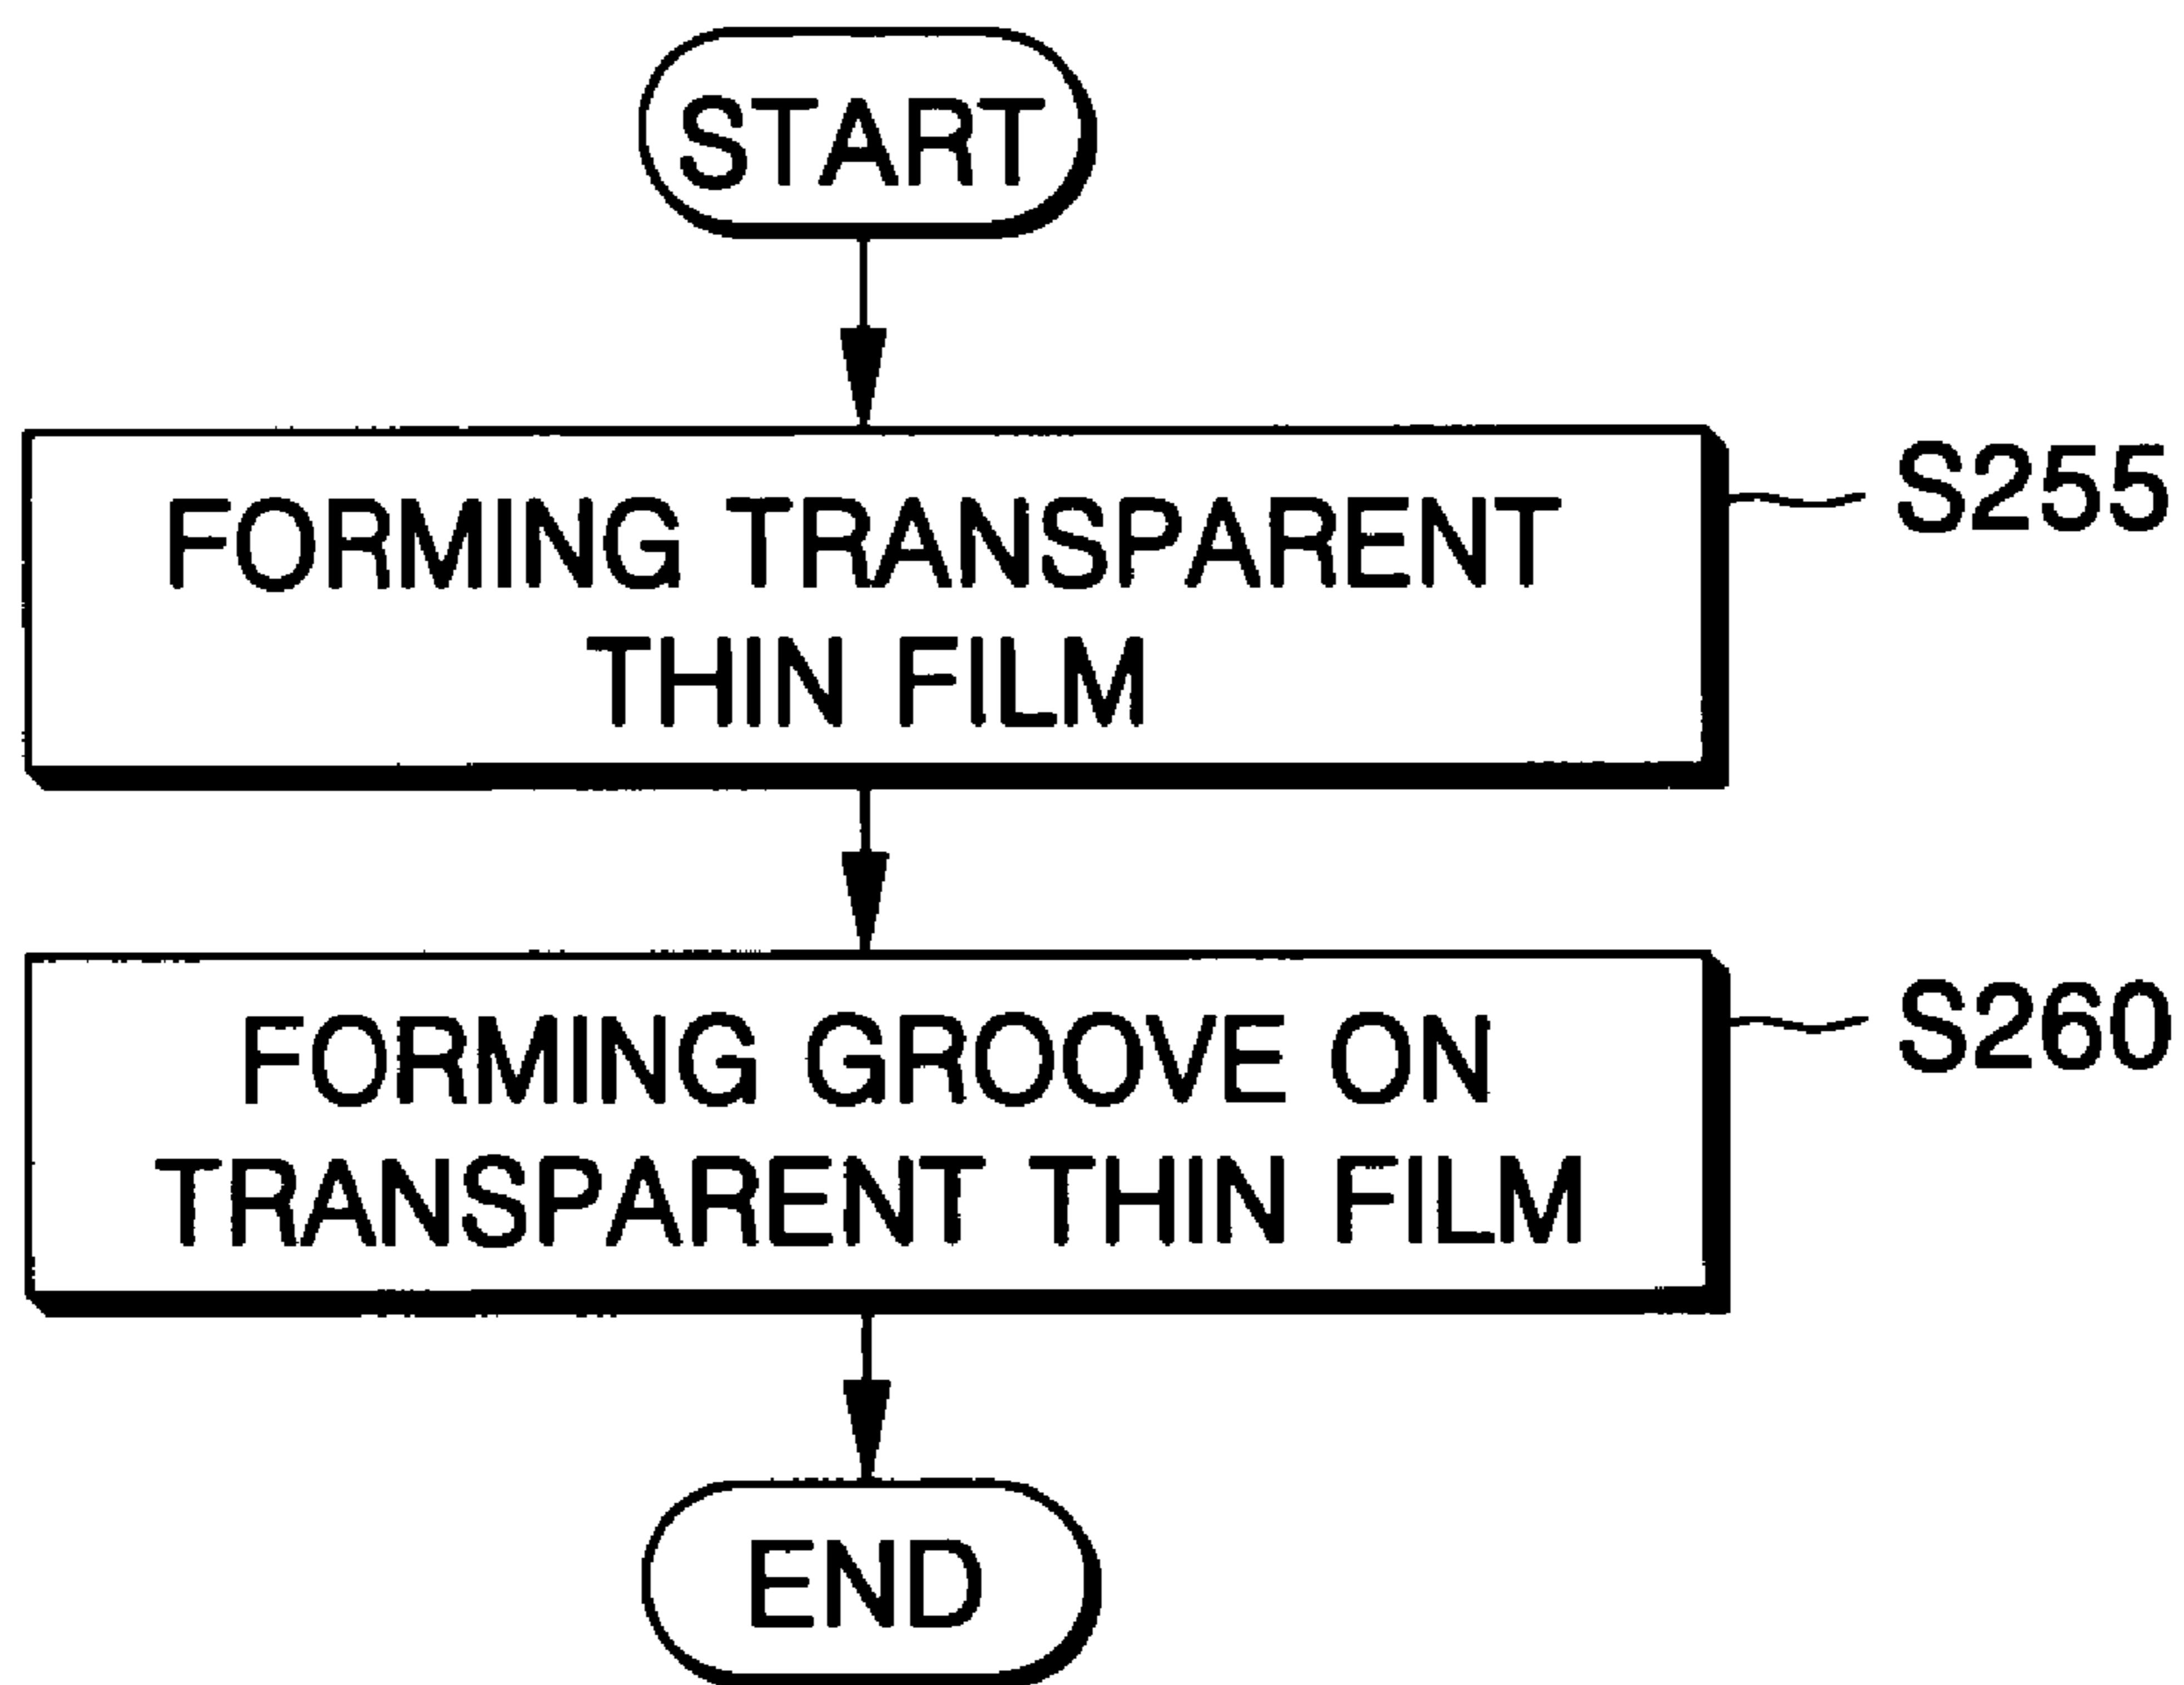 START
FORMING TRANSPARENT
THIN FILM
S255
FORMING GROOVE ON
TRANSPARENT THIN FILM
S260
END